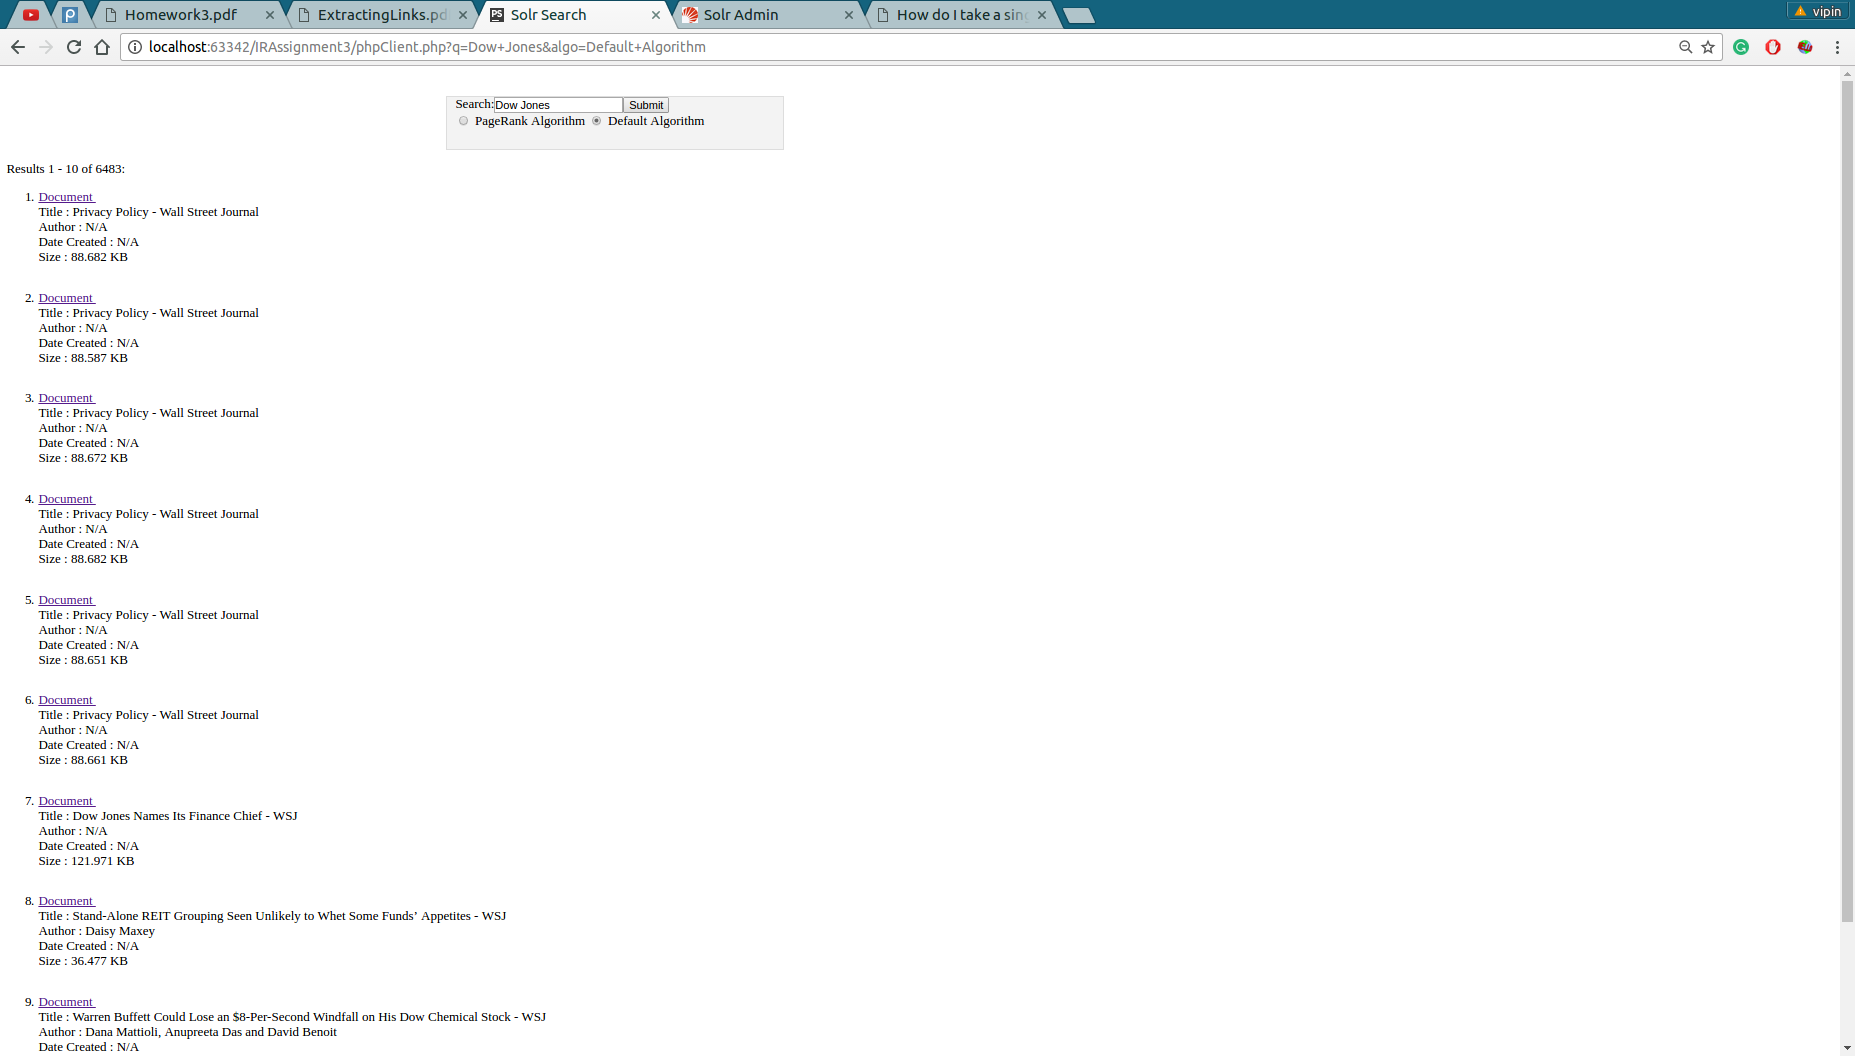 Homework3.pdf
ExtractingLinks.pd
Solr Search
Solr Admin
How do I take a sin
vipin
localhost:63342/IRAssignment3/phpClient.php?q=Dow+Jones&algo=Default+Algorithm
Search:Dow Jones Submit
PageRank Algorithm Default Algorithm
Results 1 - 10 of 6483:
1. Document
Title : Privacy Policy - Wall Street Journal
Author : N/A
Date Created : N/A
Size : 88.682 KB
2. Document
Title : Privacy Policy - Wall Street Journal
Author : N/A
Date Created : N/A
Size : 88.587 KB
3. Document
Title : Privacy Policy - Wall Street Journal
Author : N/A
Date Created : N/A
Size : 88.672 KB
4. Document
Title : Privacy Policy - Wall Street Journal
Author : N/A
Date Created : N/A
Size : 88.682 KB
5. Document
Title : Privacy Policy - Wall Street Journal
Author : N/A
Date Created : N/A
Size : 88.651 KB
6. Document
Title : Privacy Policy - Wall Street Journal
Author : N/A
Date Created : N/A
Size : 88.661 KB
7. Document
Title : Dow Jones Names Its Finance Chief - WSJ
Author : N/A
Date Created : N/A
Size : 121.971 KB
8. Document
Title : Stand-Alone REIT Grouping Seen Unlikely to Whet Some Funds’ Appetites - WSJ
Author : Daisy Maxey
Date Created : N/A
Size : 36.477 KB
9. Document
Title : Warren Buffett Could Lose an $8-Per-Second Windfall on His Dow Chemical Stock - WSJ
Author : Dana Mattioli, Anupreeta Das and David Benoit
Date Created : N/A